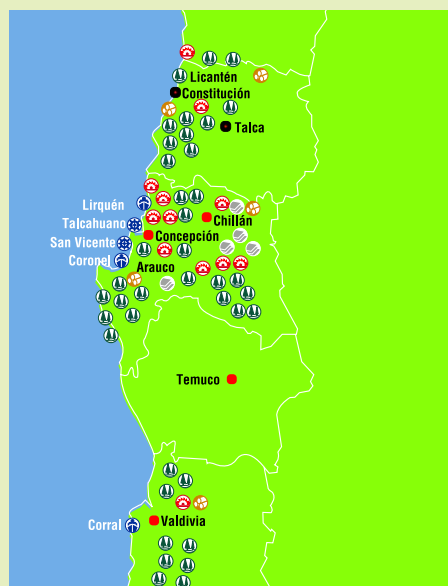 Licantén
Constitución
Talca
Lirquén
Chillán
Talcahuano
Concepción
San Vicente
Coronel
Arauco
Temuco
Corral
Valdivia